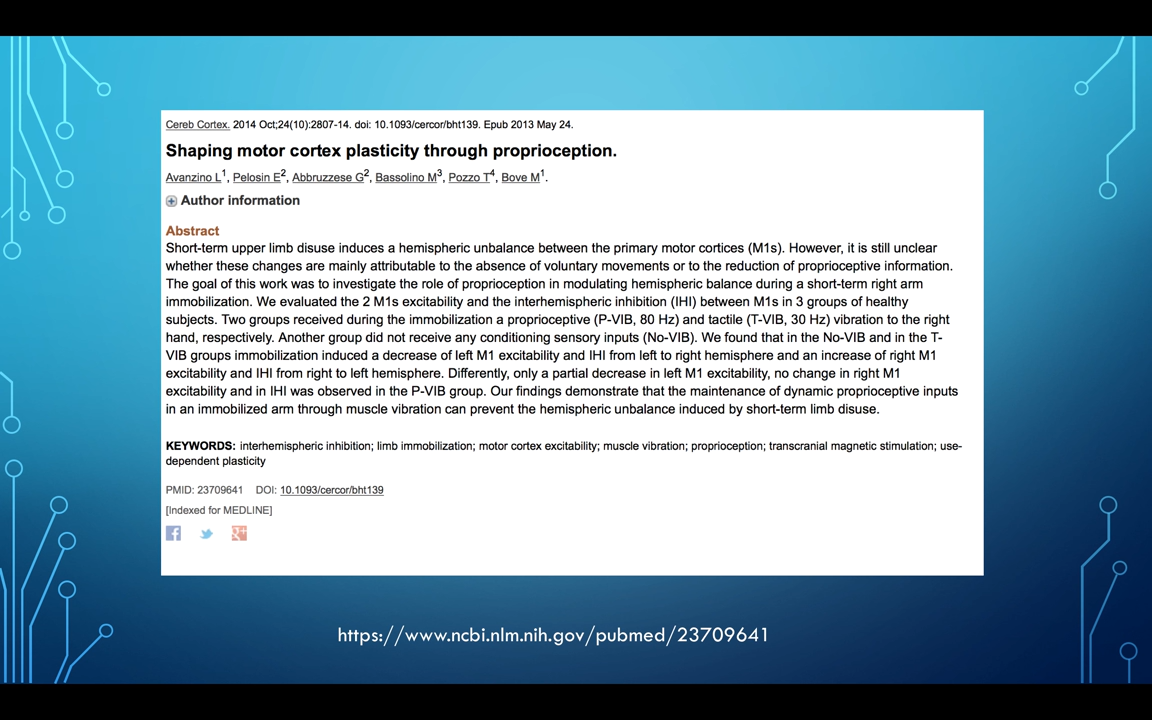 Cereb Cortex. 2014 Oct;24(10):2807-14. doi: 10.1093/cercor/bht139. Epub 2013 May 24.
Shaping motor cortex plasticity through proprioception.
Avanzino L1, Pelosin E2, Abbruzzese G2, Bassolino M3, Pozzo T4, Bove M1.
Author information
Abstract
Short-term upper limb disuse induces a hemispheric unbalance between the primary motor cortices (M1s). However, it is still unclear
whether these changes are mainly attributable to the absence of voluntary movements or to the reduction of proprioceptive information.
The goal of this work was to investigate the role of proprioception in modulating hemispheric balance during a short-term right arm
immobilization. We evaluated the 2 M1s excitability and the interhemispheric inhibition (IHI) between M1s in 3 groups of healthy
subjects. Two groups received during the immobilization a proprioceptive (P-VIB, 80 Hz) and tactile (T-VIB, 30 Hz) vibration to the right
hand, respectively. Another group did not receive any conditioning sensory inputs (No-VIB). We found that in the No-VIB and in the T-
VIB groups immobilization induced a decrease of left M1 excitability and IHI from left to right hemisphere and an increase of right M1
excitability and IHI from right to left hemisphere. Differently, only a partial decrease in left M1 excitability, no change in right M1
excitability and in IHI was observed in the P-VIB group. Our findings demonstrate that the maintenance of dynamic proprioceptive inputs
in an immobilized arm through muscle vibration can prevent the hemispheric unbalance induced by short-term limb disuse.
KEYWORDS: interhemispheric inhibition; limb immobilization; motor cortex excitability; muscle vibration; proprioception; transcranial magnetic stimulation; use-
dependent plasticity
PMID: 23709641 DOI: 10.1093/cercor/bht139
[Indexed for MEDLINE]
https://www.ncbi.nlm.nih.gov/pubmed/23709641